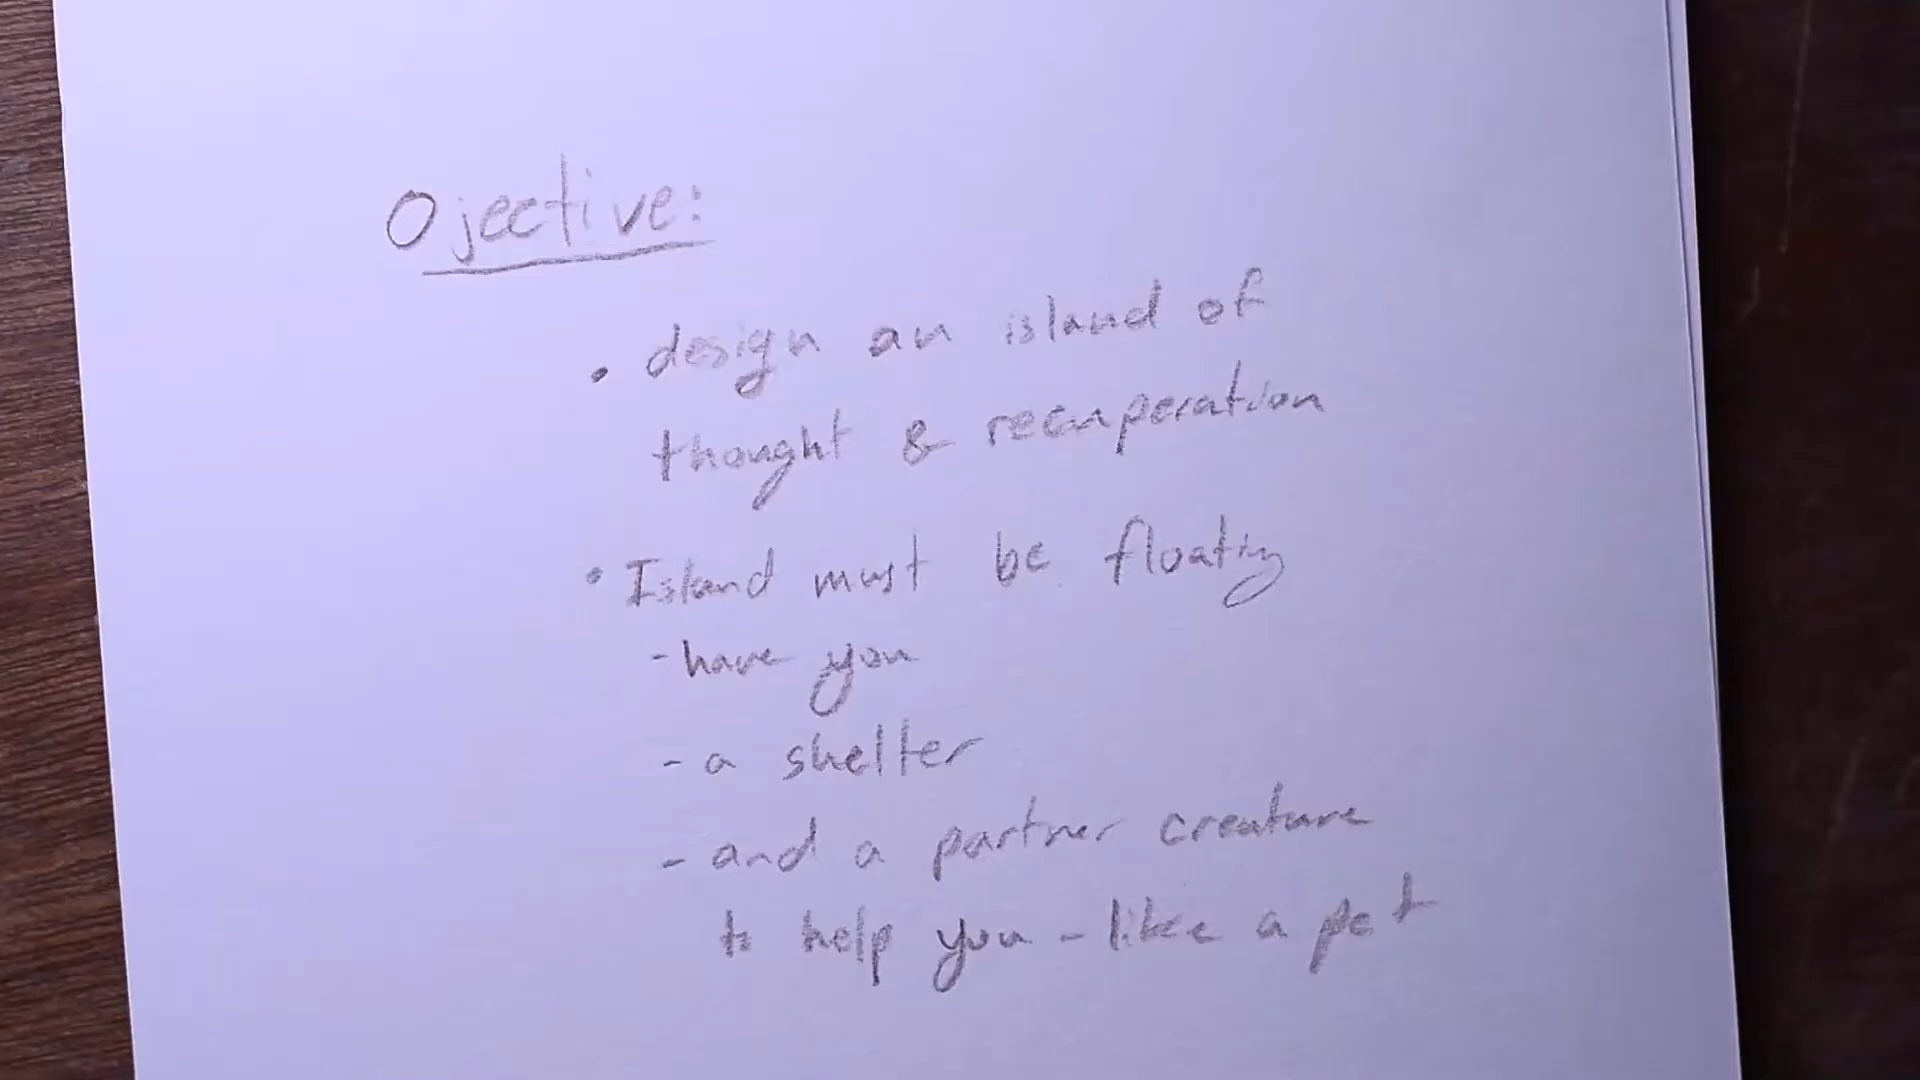 Ojective:
• design an island of
thought & recuperation
• Island must be floating
- have you
- a shelter
- and a partner creature
to help you - like a pet